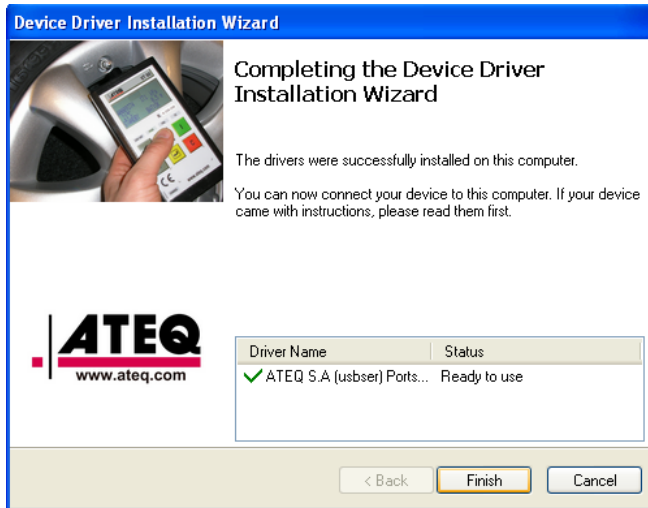 Device Driver Installation Wizard
Completing the Device Driver
Installation Wizard
The drivers were successfully installed on this computer.
You can now connect your device to this computer. If your device
came with instructions, please read them first.
ATEQ
www.ateq.com
Driver Name Status
ATEQ S.A (usbser) Ports... Ready to use
< Back Finish Cancel